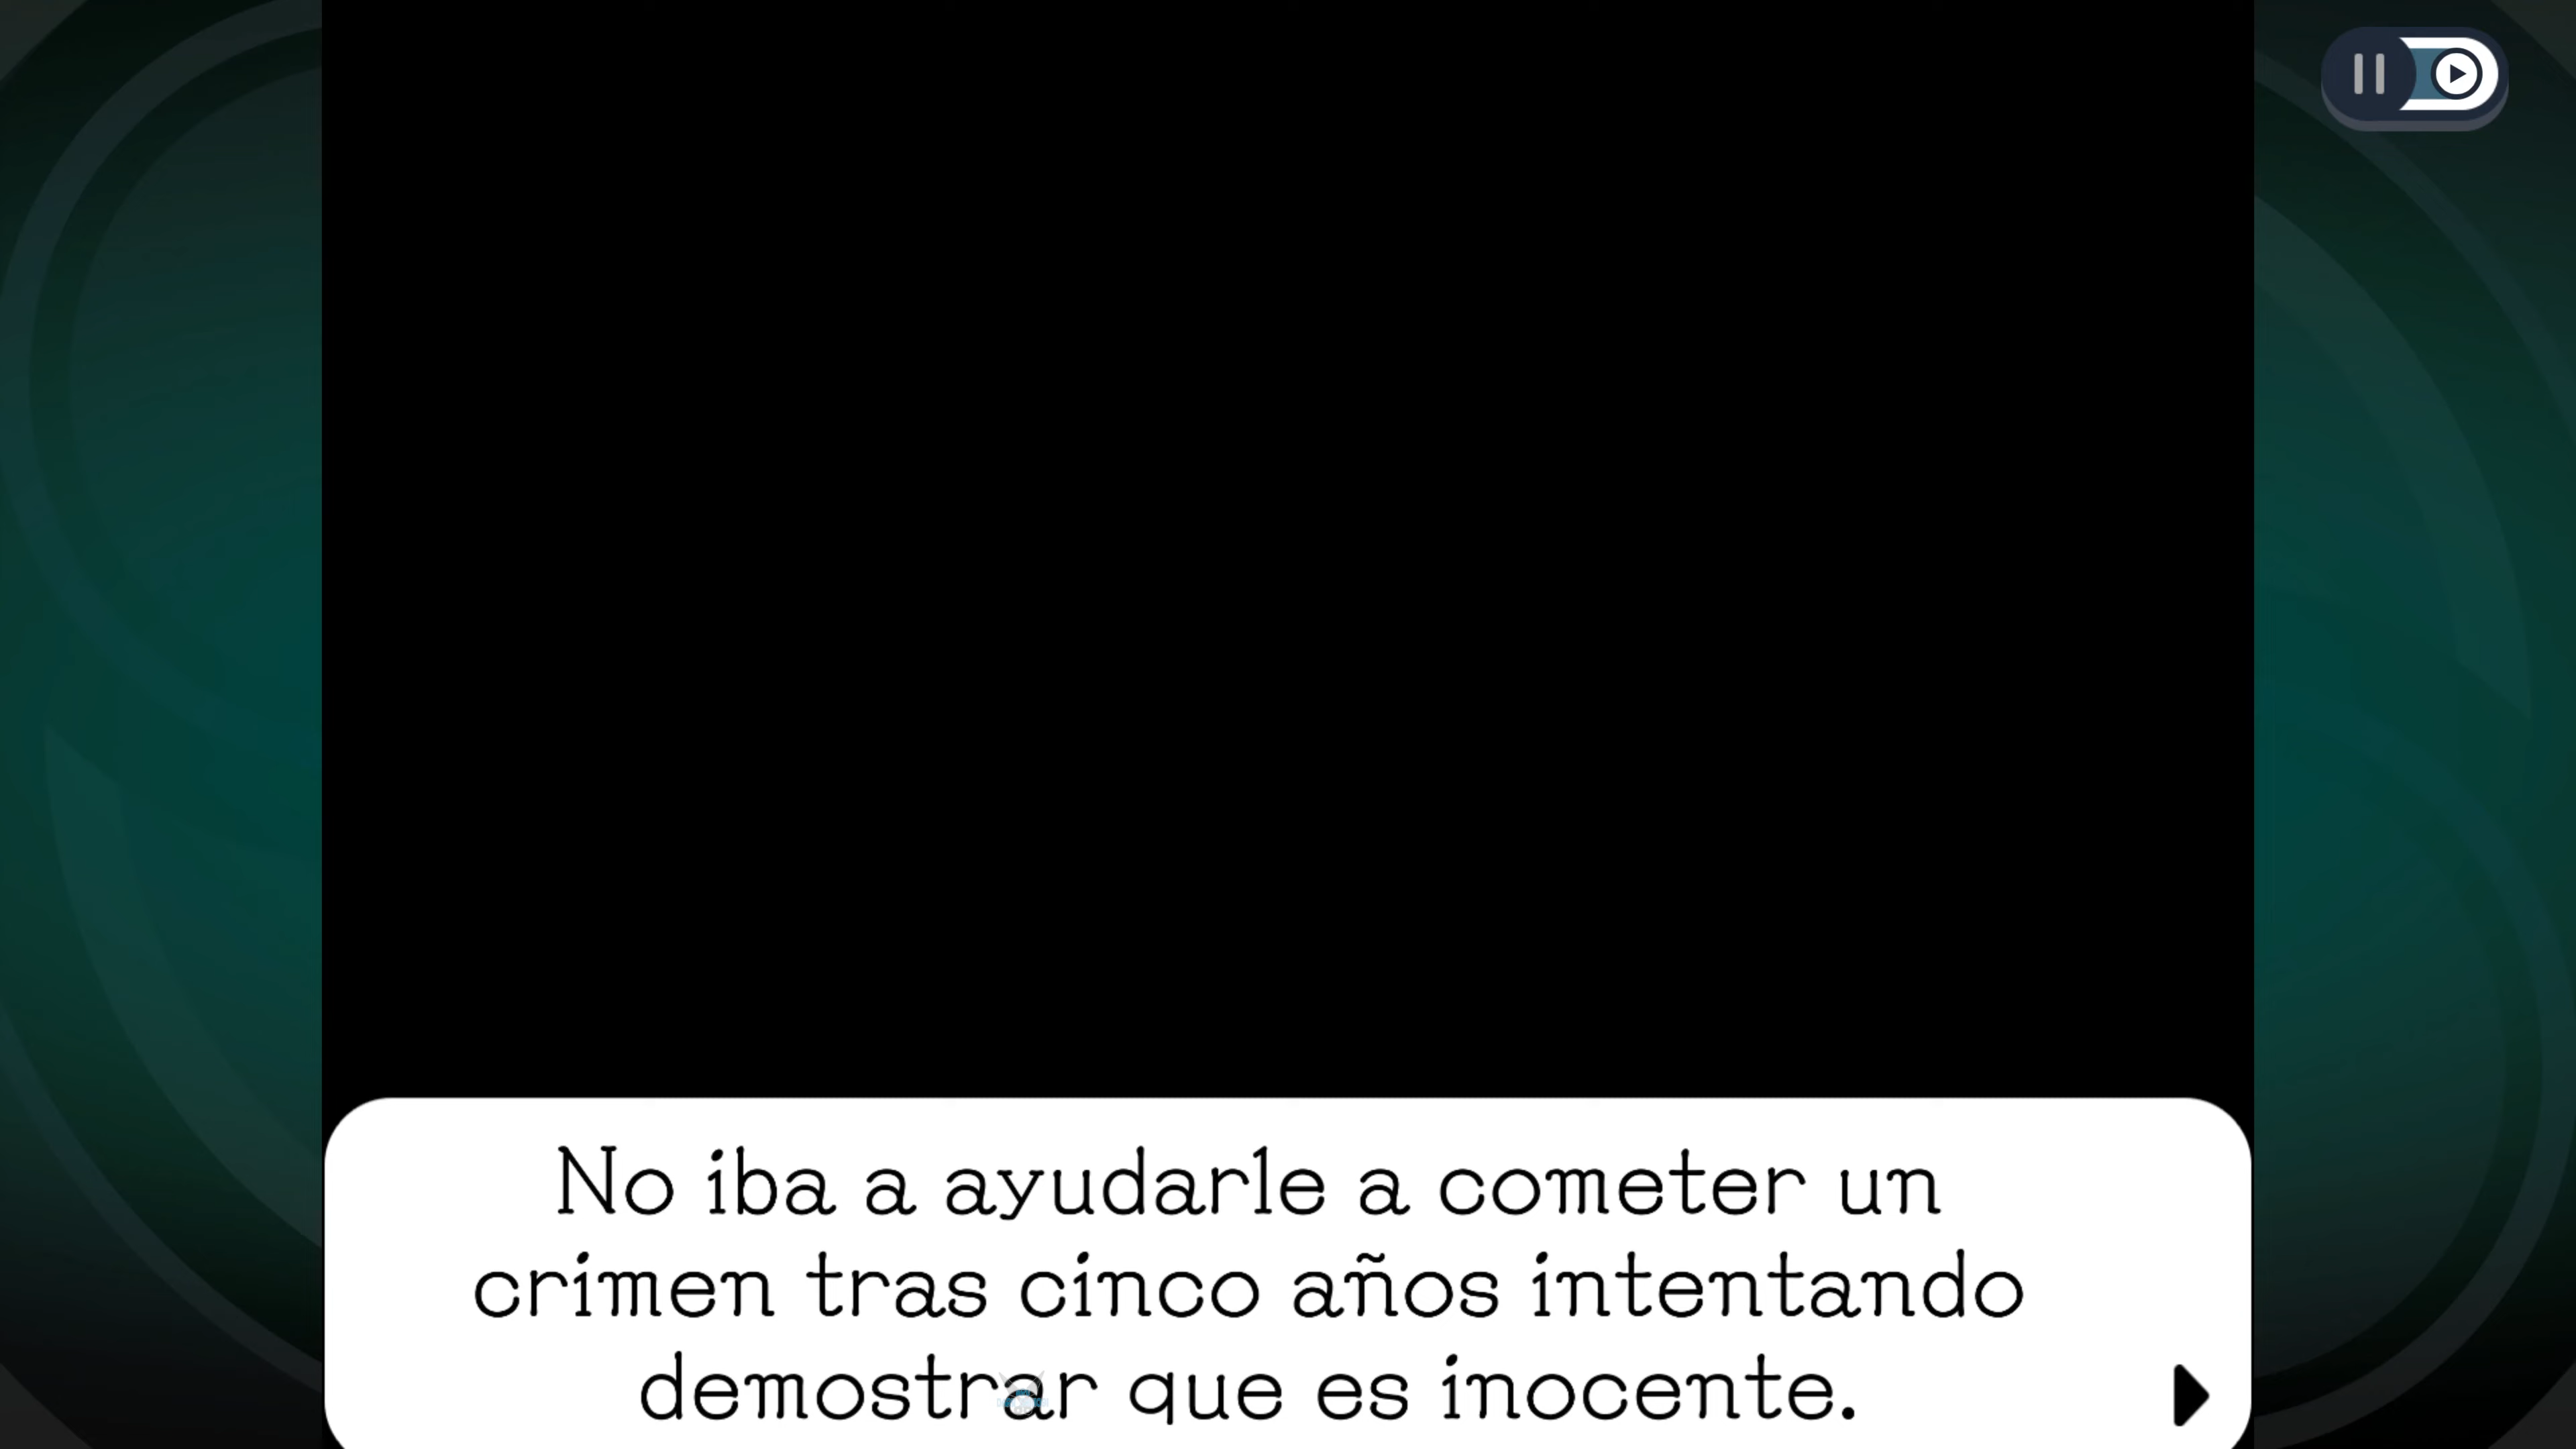 No iba a ayudarle a cometer un
crimen tras cinco años intentando
demostrar que es inocente.